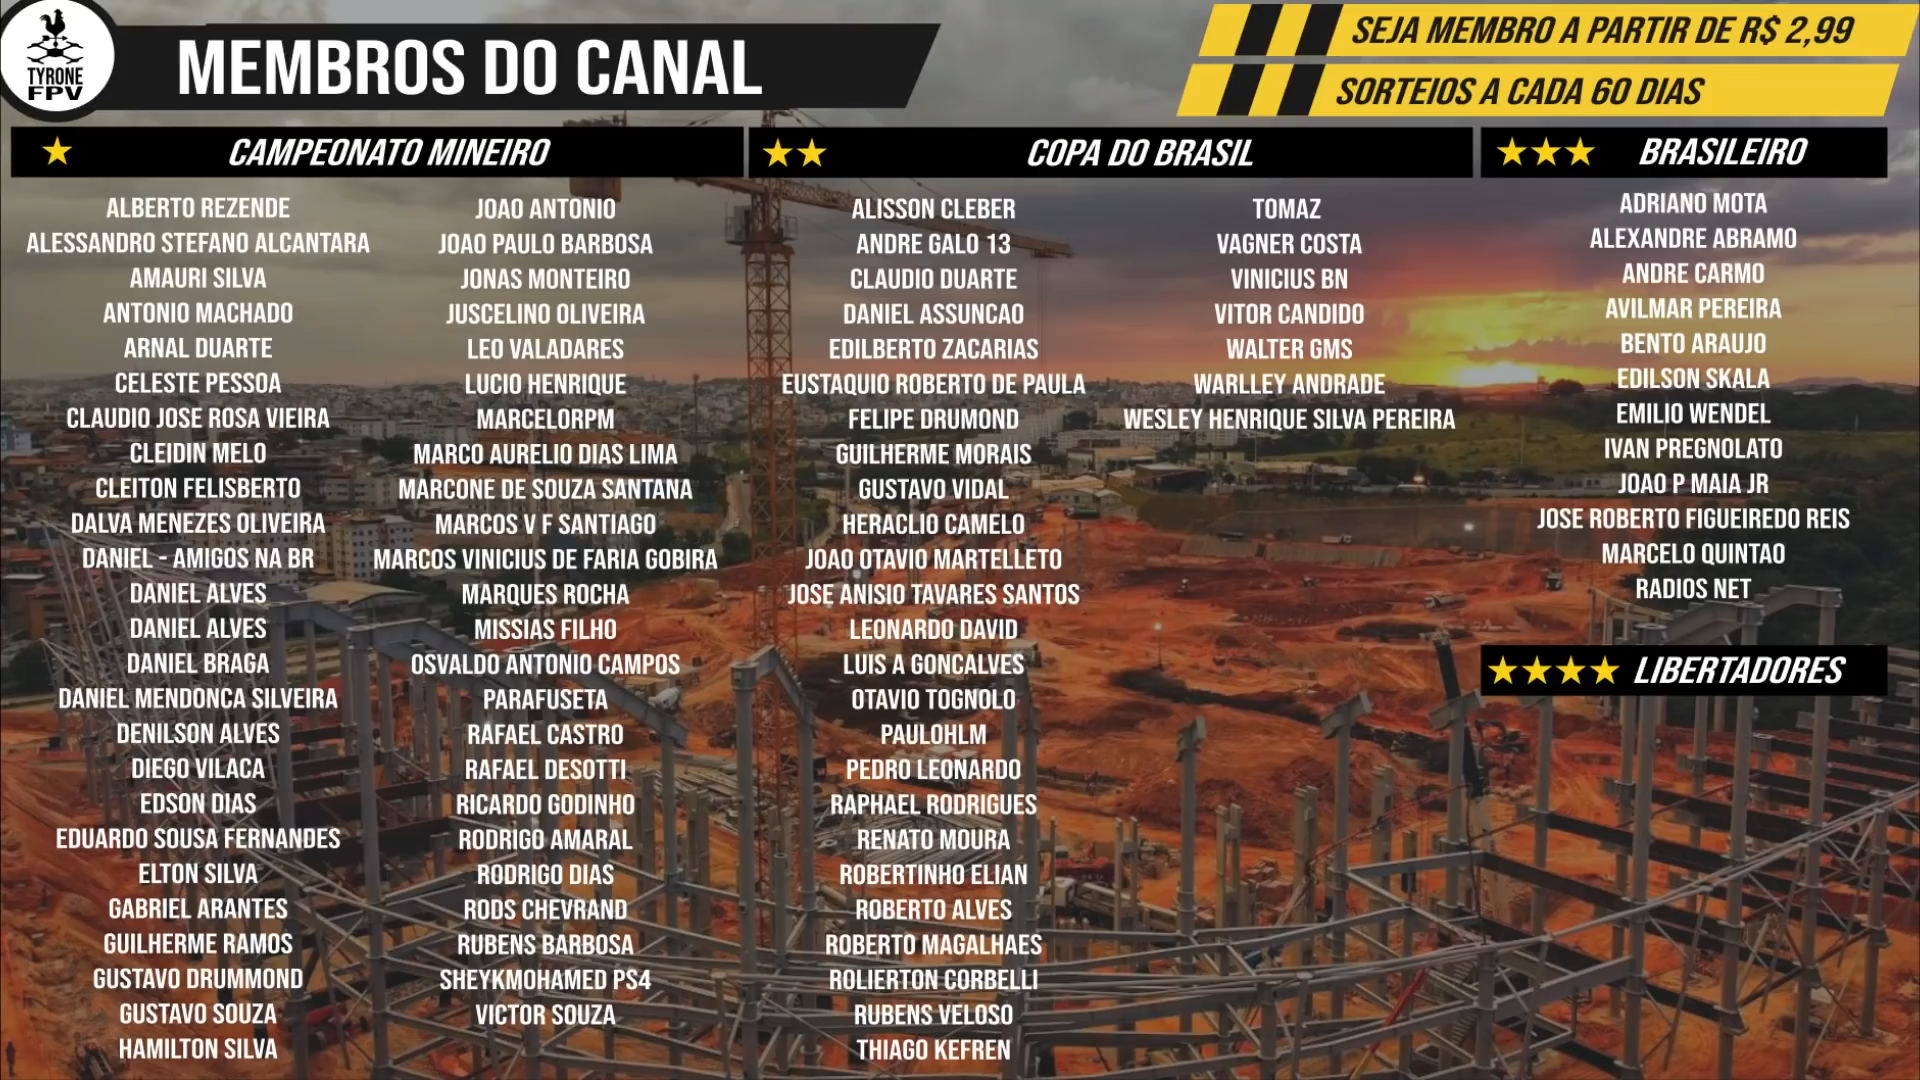 TYRONE
FPV
MEMBROS DO CANAL
SEJA MEMBRO A PARTIR DE R$ 2,99
SORTEIOS A CADA 60 DIAS
CAMPEONATO MINEIRO
ALBERTO REZENDE
ALESSANDRO STEFANO ALCANTARA
AMAURI SILVA
ANTONIO MACHADO
ARNAL DUARTE
CELESTE PESSOA
CLAUDIO JOSE ROSA VIEIRA
CLEIDIN MELO
CLEITON FELISBERTO
DALVA MENEZES OLIVEIRA
DANIEL - AMIGOS NA BR
DANIEL ALVES
DANIEL ALVES
DANIEL BRAGA
DANIEL MENDONCA SILVEIRA
DENILSON ALVES
DIEGO VILACA
EDSON DIAS
EDUARDO SOUSA FERNANDES
ELTON SILVA
GABRIEL ARANTES
GUILHERME RAMOS
GUSTAVO DRUMMOND
GUSTAVO SOUZA
HAMILTON SILVA
JOAO ANTONIO
JOAO PAULO BARBOSA
JONAS MONTEIRO
JUSCELINO OLIVEIRA
LEO VALADARES
LUCIO HENRIQUE
MARCELORPM
MARCO AURELIO DIAS LIMA
MARCONE DE SOUZA SANTANA
MARCOS V F SANTIAGO
MARCOS VINICIUS DE FARIA GOBIRA
MARQUES ROCHA
MISSIAS FILHO
OSVALDO ANTONIO CAMPOS
PARAFUSETA
RAFAEL CASTRO
RAFAEL DESOTTI
RICARDO GODINHO
RODRIGO AMARAL
RODRIGO DIAS
RODS CHEVRAND
RUBENS BARBOSA
SHEYKMOHAMED PS4
VICTOR SOUZA
COPA DO BRASIL
ALISSON CLEBER
ANDRE GALO 13
CLAUDIO DUARTE
DANIEL ASSUNCAO
EDILBERTO ZACARIAS
EUSTAQUIO ROBERTO DE PAULA
FELIPE DRUMOND
GUILHERME MORAIS
GUSTAVO VIDAL
HERACLIO CAMELO
JOAO OTAVIO MARTELLETO
JOSE ANISIO TAVARES SANTOS
LEONARDO DAVID
LUIS A GONCALVES
OTAVIO TOGNOLO
PAULOHLM
PEDRO LEONARDO
RAPHAEL RODRIGUES
RENATO MOURA
ROBERTINHO ELIAN
ROBERTO ALVES
ROBERTO MAGALHAES
ROLIERTON CORBELLI
RUBENS VELOSO
THIAGO KEFREN
TOMAZ
VAGNER COSTA
VINICIUS BN
VITOR CANDIDO
WALTER GMS
WARLLEY ANDRADE
WESLEY HENRIQUE SILVA PEREIRA
BRASILEIRO
ADRIANO MOTA
ALEXANDRE ABRAMO
ANDRE CARMO
AVILMAR PEREIRA
BENTO ARAUJO
EDILSON SKALA
EMILIO WENDEL
IVAN PREGNOLATO
JOAO P MAIA JR
JOSE ROBERTO FIGUEIREDO REIS
MARCELO QUINTAO
RADIOS NET
LIBERTADORES